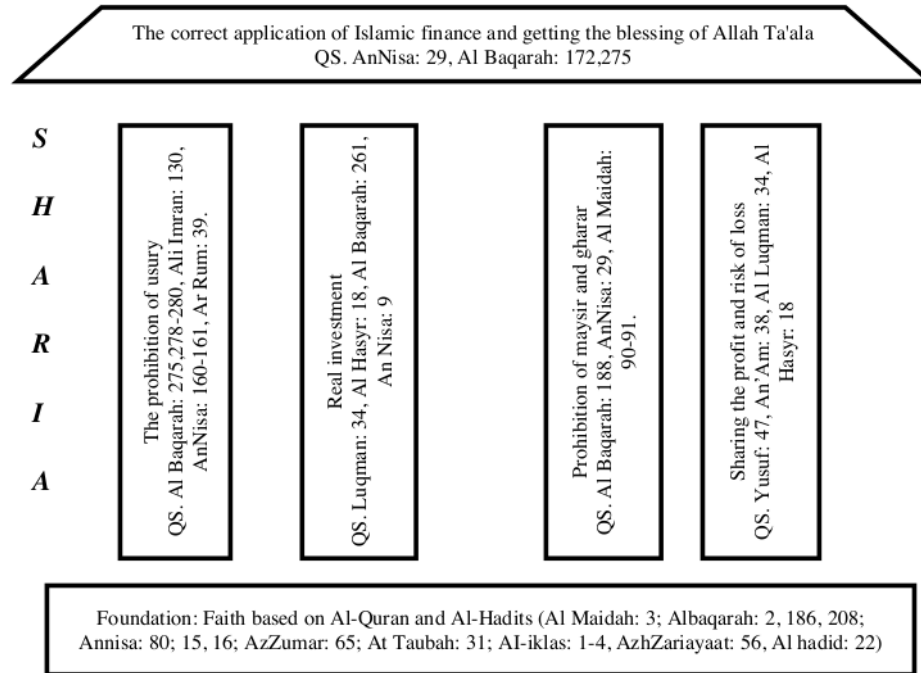 The correct application of Islamic finance and getting the blessing of Allah Ta'ala
QS. AnNisa: 29, Al Baqarah: 172,275
S
H
A
R
I
A
The prohibition of usury
QS. Al Baqarah: 275,278-280, Ali Imran: 130,
AnNisa: 160-161, Ar Rum: 39.
Real investment
QS. Luqman: 34, Al Hasyr: 18, Al Baqarah: 261,
An Nisa: 9
Prohibition of maysir and gharar
QS. Al Baqarah: 188, AnNisa: 29, Al Maidah:
90-91.
Sharing the profit and risk of loss
QS. Yusuf: 47, An’Am: 38, Al Luqman: 34, Al
Hasyr: 18
Foundation: Faith based on Al-Quran and Al-Hadits (Al Maidah: 3; Albaqarah: 2, 186, 208;
Annisa: 80; 15, 16; AzZumar: 65; At Taubah: 31; AI-iklas: 1-4, AzhZariayaat: 56, Al hadid: 22)